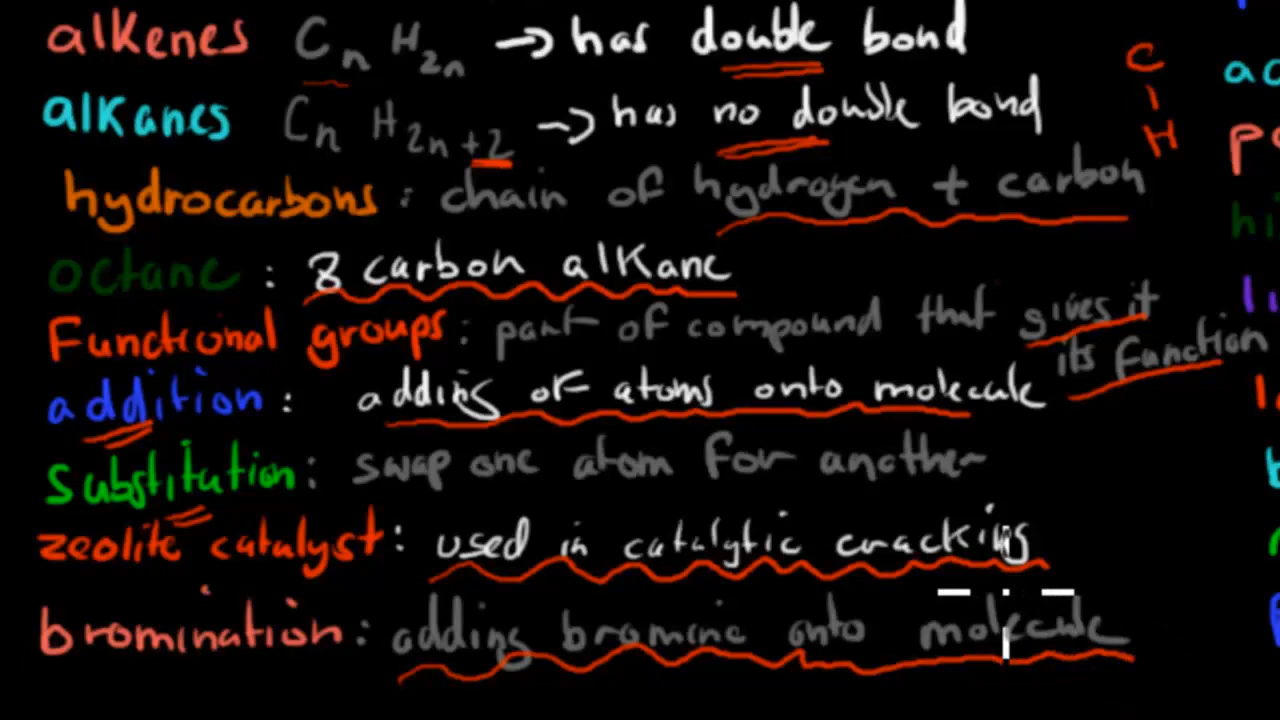 alkenes CnH2n → has double bond
alkanes CnH2n+2 → has no double bond
C
H
hydrocarbons : chain of hydrogen + carbon
octane : 8 carbon alkane
Functional groups : part of compound that gives it
its function
addition : adding of atoms onto molecule
substitution : swap one atom for another
zeolite catalyst : used in catalytic cracking
bromination : adding bromine onto molecule